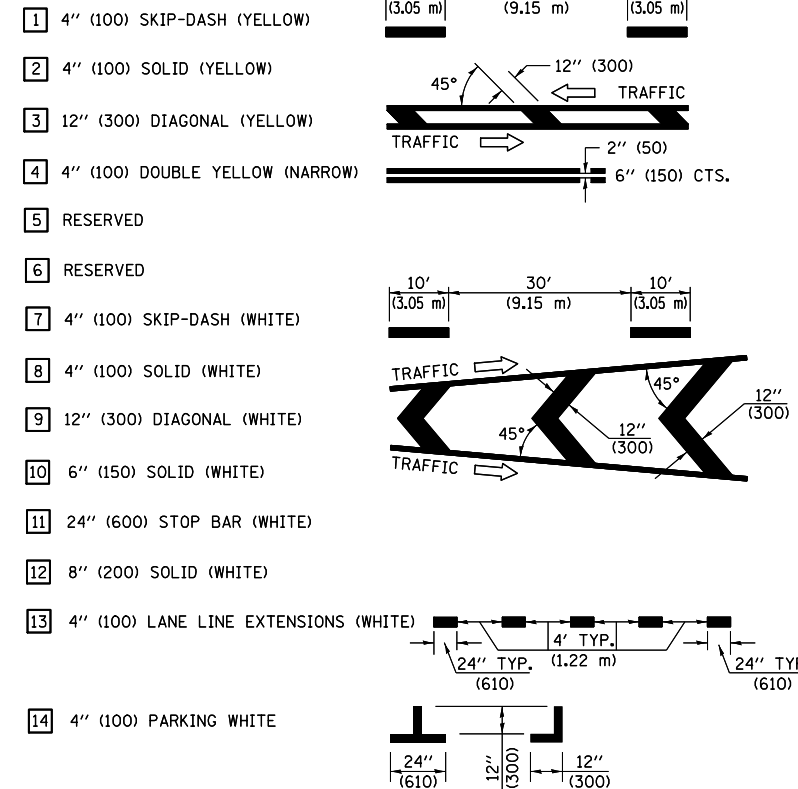 (3.05 m) (9.15 m) (3.05 m)
1 4" (100) SKIP-DASH (YELLOW)
2 4" (100) SOLID (YELLOW)
45° 12" (300)
TRAFFIC
3 12" (300) DIAGONAL (YELLOW)
TRAFFIC
2" (50)
4 4" (100) DOUBLE YELLOW (NARROW)
6" (150) CTS.
5 RESERVED
6 RESERVED
10' 30' 10'
(3.05 m) (9.15 m) (3.05 m)
7 4" (100) SKIP-DASH (WHITE)
8 4" (100) SOLID (WHITE)
TRAFFIC
45°
12"
(300)
9 12" (300) DIAGONAL (WHITE)
45°
12"
(300)
TRAFFIC
10 6" (150) SOLID (WHITE)
11 24" (600) STOP BAR (WHITE)
12 8" (200) SOLID (WHITE)
13 4" (100) LANE LINE EXTENSIONS (WHITE)
4' TYP.
(1.22 m)
24" TYP.
(610)
24" TYP
(610)
14 4" (100) PARKING WHITE
24"
(610)
12"
(300)
12"
(300)